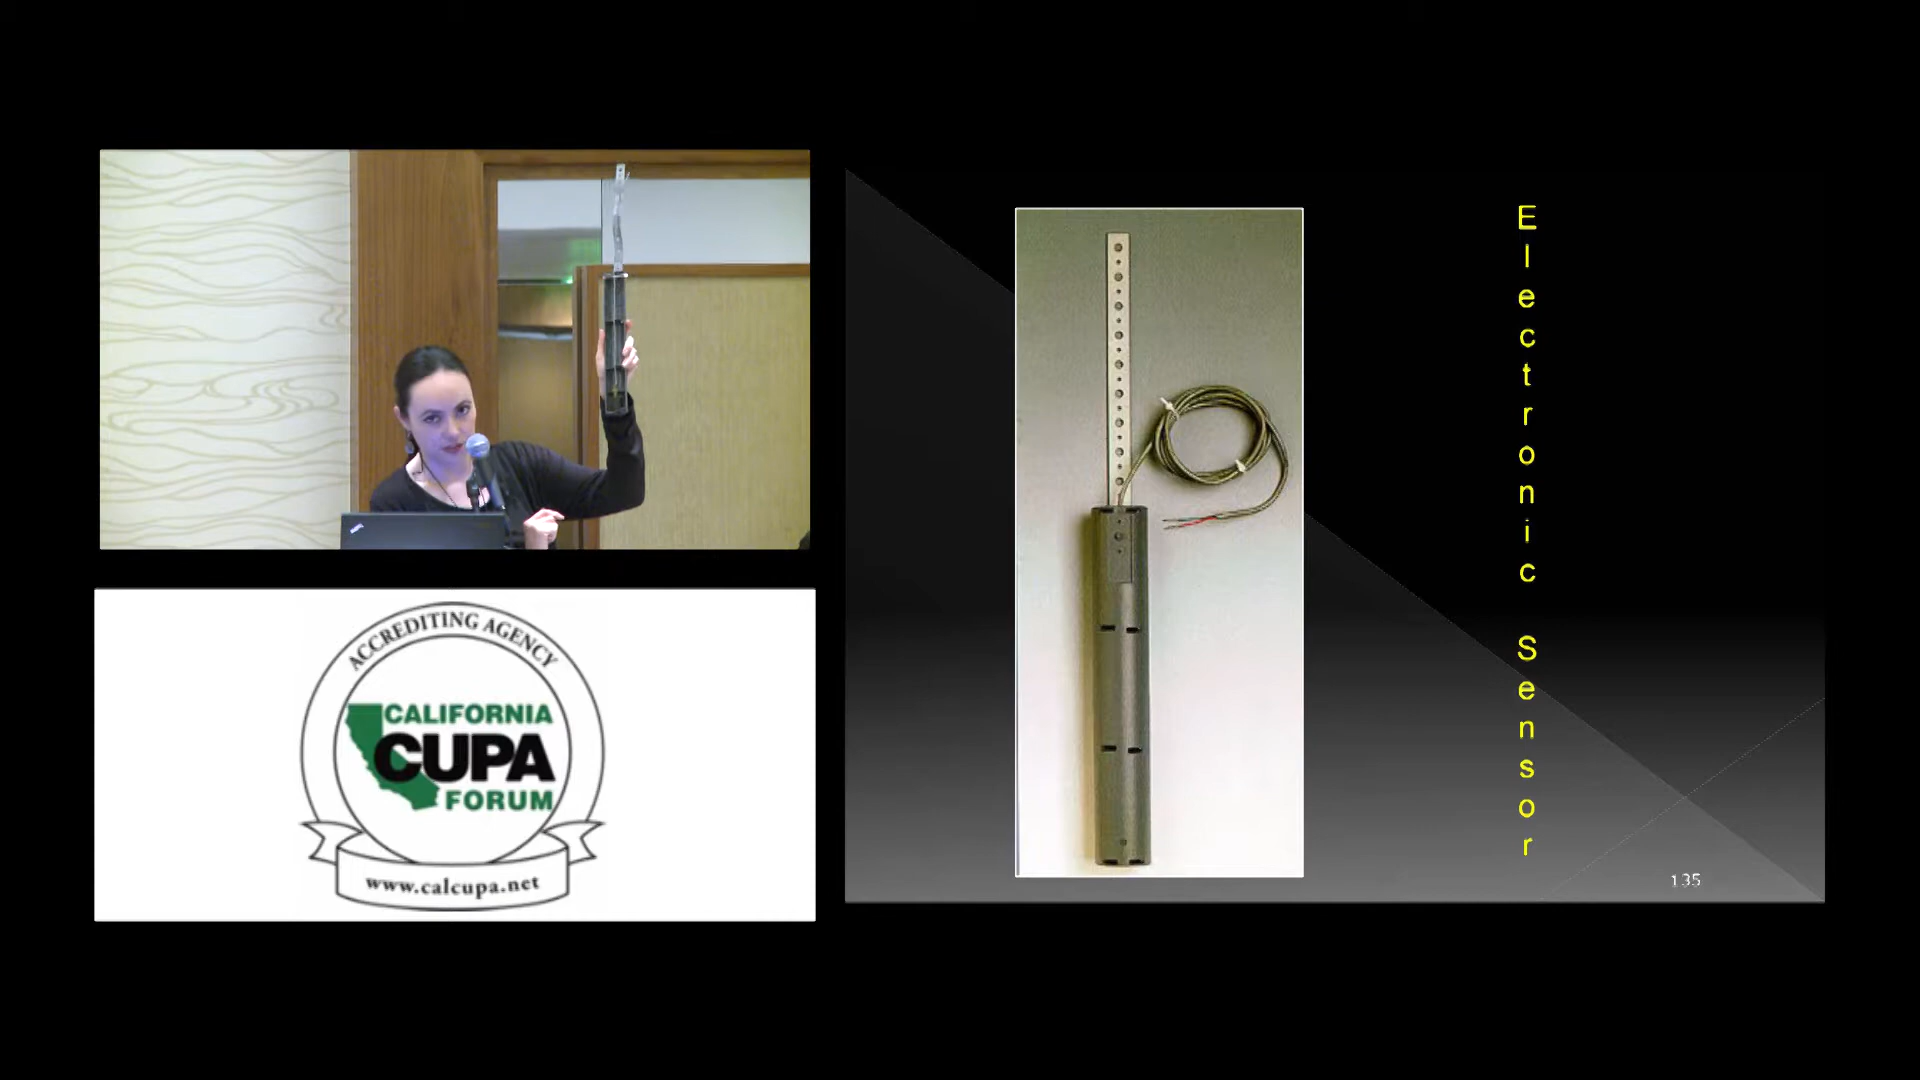 ACCREDITING AGENCY
CALIFORNIA
CUPA
FORUM
www.calcupa.net
Electronic Sensor
135